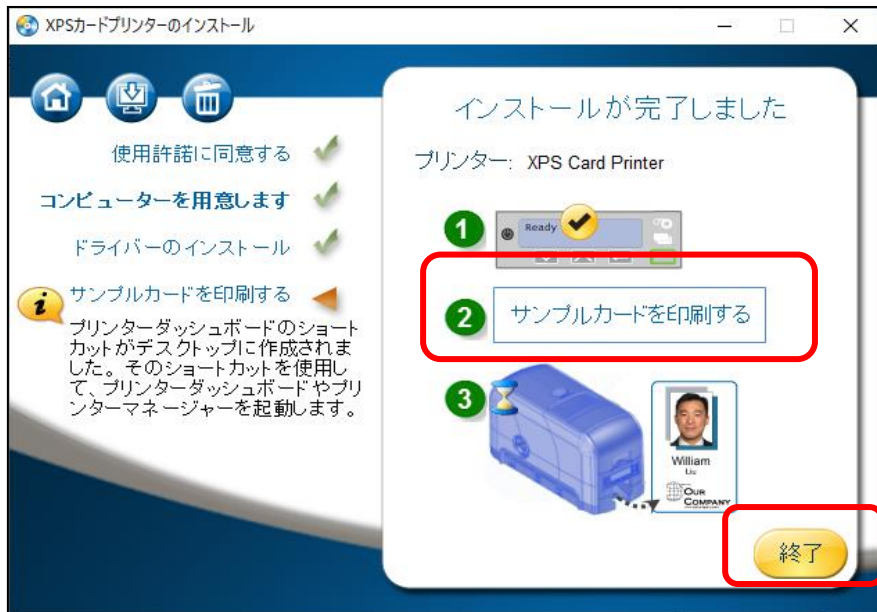 XPSカードプリンターのインストール
使用許諾に同意する
コンピューターを用意します
ドライバーのインストール
サンプルカードを印刷する
プリンターダッシュボードのショート
カットがデスクトップに作成されま
した。そのショートカットを使用し
て、プリンターダッシュボードやプリ
ンターマネージャーを起動します。
インストールが完了しました
プリンター: XPS Card Printer
1
Ready
2
サンプルカードを印刷する
3
William
Liu
OUR
COMPANY
終了